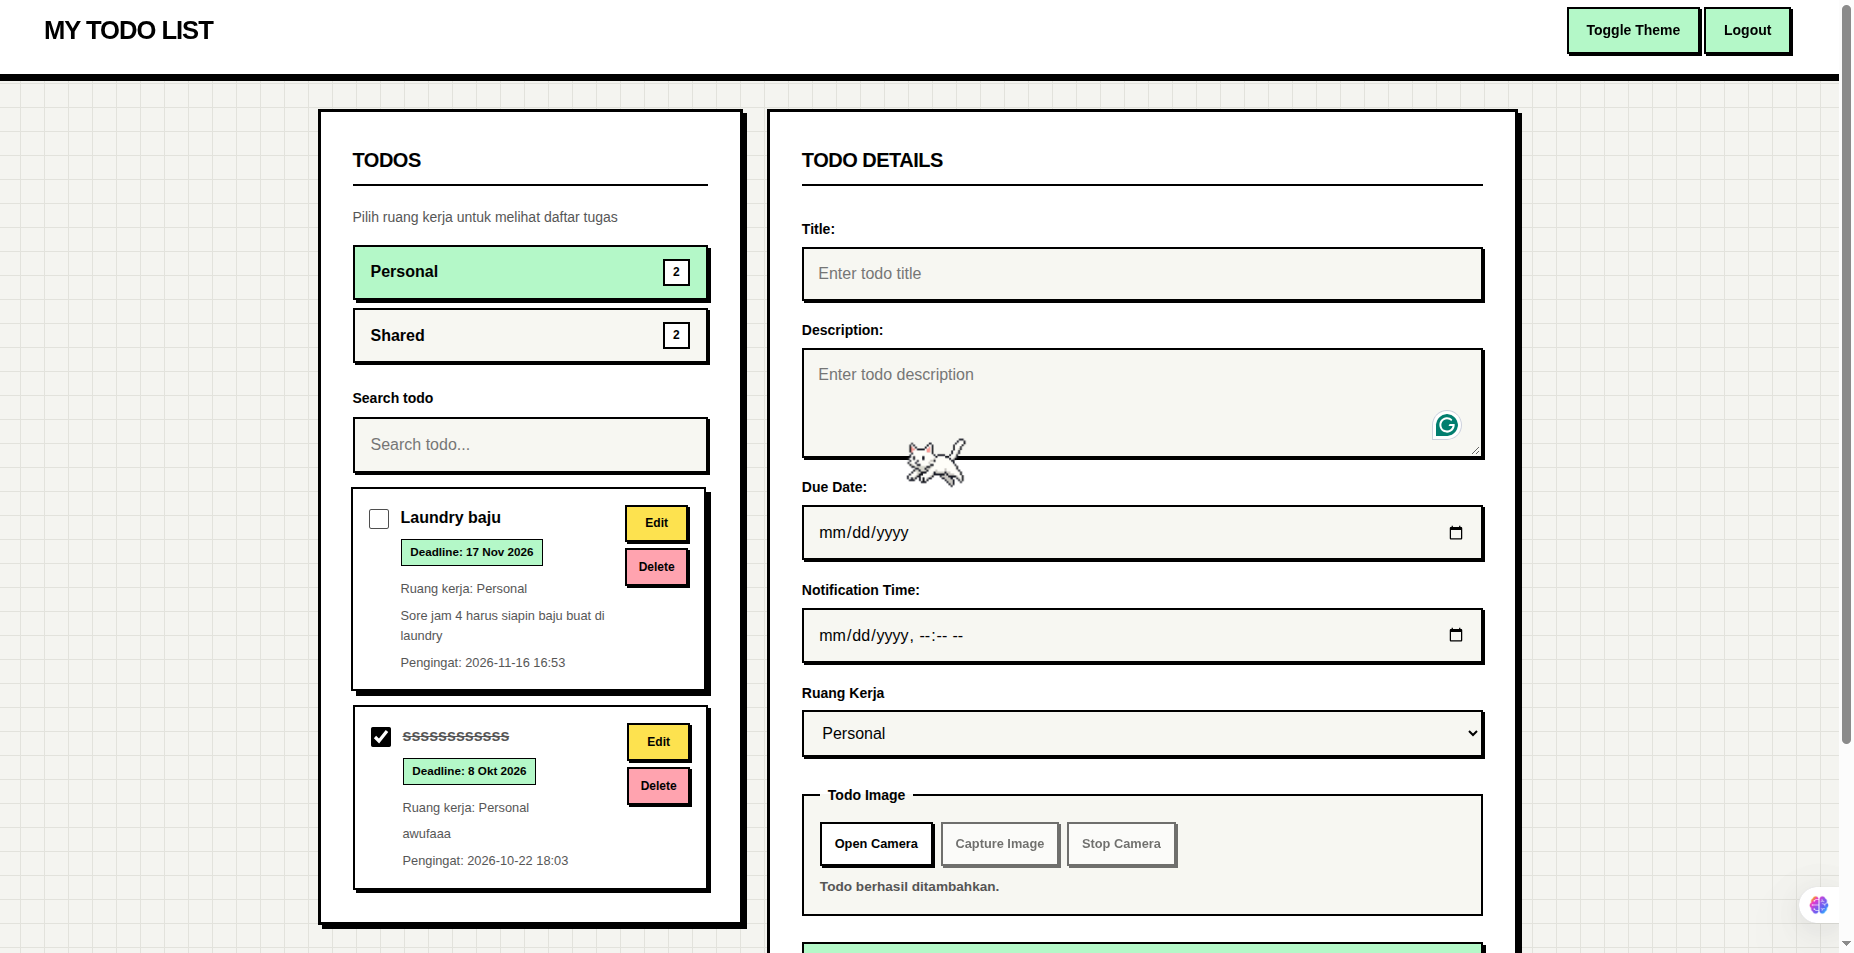 MY TODO LIST
Toggle Theme
Logout
TODOS
Pilih ruang kerja untuk melihat daftar tugas
Personal 2
Shared 2
Search todo
Search todo...
Laundry baju
Edit
Deadline: 17 Nov 2026
Delete
Ruang kerja: Personal
Sore jam 4 harus siapin baju buat di
laundry
Pengingat: 2026-11-16 16:53
ssssssssssss
Edit
Deadline: 8 Okt 2026
Delete
Ruang kerja: Personal
awufaaa
Pengingat: 2026-10-22 18:03
TODO DETAILS
Title:
Enter todo title
Description:
Enter todo description
Due Date:
mm/dd/yyyy
Notification Time:
mm/dd/yyyy, --:-- --
Ruang Kerja
Personal
Todo Image
Open Camera
Capture Image
Stop Camera
Todo berhasil ditambahkan.